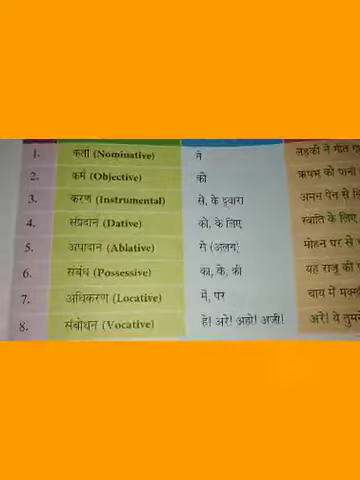 1. कर्ता (Nominative) ने लड़की ने गीत
2. कर्म (Objective) को ऋषभ को पानी
3. करण (Instrumental) से, के द्वारा अमन पेन से
4. संप्रदान (Dative) को, के लिए स्वाति के लिए
5. अपादान (Ablative) से (अलग) मोहन घर से
6. संबंध (Possessive) का, के, की यह राजू की
7. अधिकरण (Locative) में, पर चाय में
8. संबोधन (Vocative) हे! अरे! अहो! अजी! अरे! ये